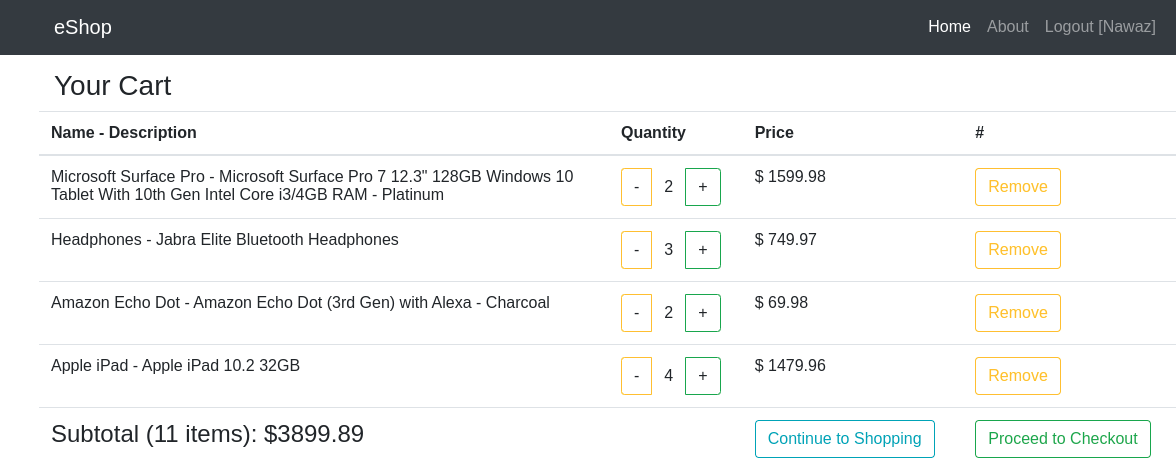 eShop Home About Logout [Nawaz]
Your Cart
Name - Description Quantity Price #
Microsoft Surface Pro - Microsoft Surface Pro 7 12.3" 128GB Windows 10 - 2 + $ 1599.98 Remove
Tablet With 10th Gen Intel Core i3/4GB RAM - Platinum
Headphones - Jabra Elite Bluetooth Headphones - 3 + $ 749.97 Remove
Amazon Echo Dot - Amazon Echo Dot (3rd Gen) with Alexa - Charcoal - 2 + $ 69.98 Remove
Apple iPad - Apple iPad 10.2 32GB - 4 + $ 1479.96 Remove
Subtotal (11 items): $3899.89 Continue to Shopping Proceed to Checkout